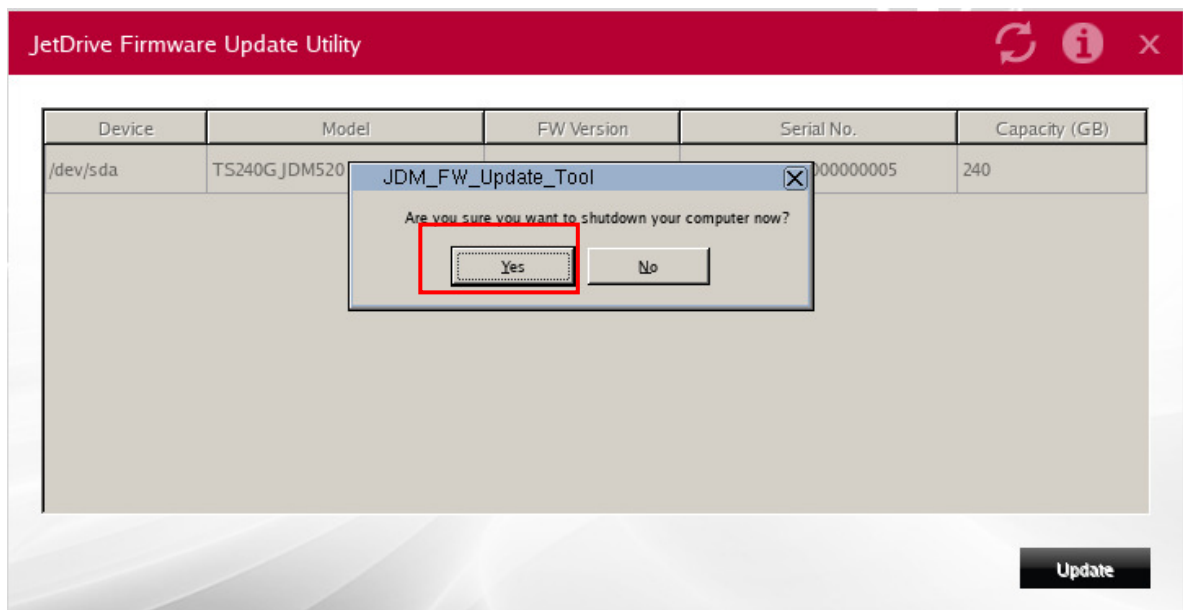 JetDrive Firmware Update Utility
Device Model FW Version Serial No. Capacity (GB)
/dev/sda TS240GJDM520 000000005 240
JDM_FW_Update_Tool
Are you sure you want to shutdown your computer now?
Yes No
Update